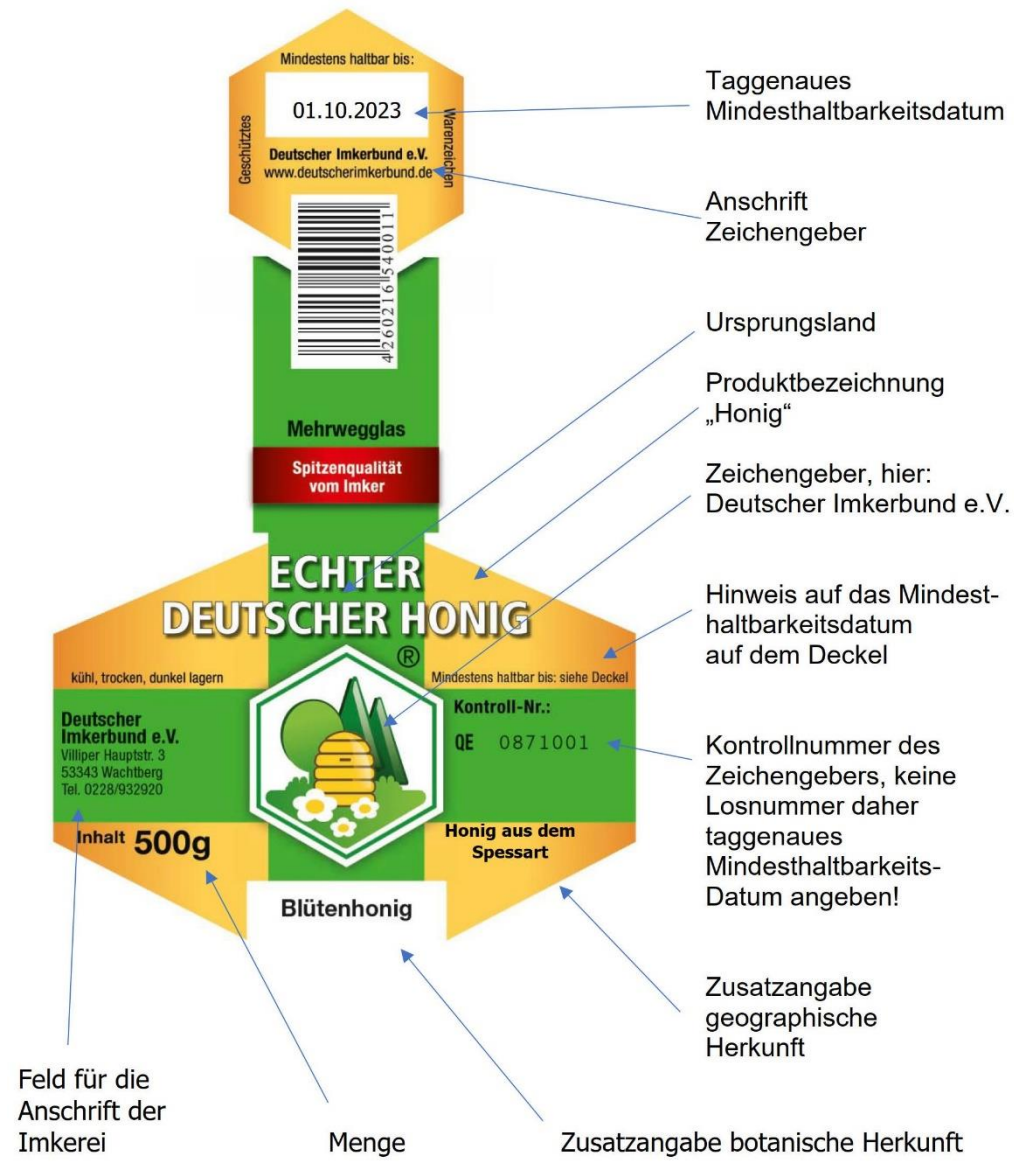 Mindestens haltbar bis:
01.10.2023
Geschütztes
Warenzeichen
Deutscher Imkerbund e.V.
www.deutscherimkerbund.de
4260216540011
Mehrwegglas
Spitzenqualität
vom Imker
ECHTER
DEUTSCHER HONIG
®
kühl, trocken, dunkel lagern
Mindestens haltbar bis: siehe Deckel
Deutscher
Imkerbund e.V.
Villiper Hauptstr. 3
53343 Wachtberg
Tel. 0228/932920
Kontroll-Nr.:
QE 0871001
Inhalt 500g
Honig aus dem
Spessart
Blütenhonig
Taggenaues
Mindesthaltbarkeitsdatum
Anschrift
Zeichengeber
Ursprungsland
Produktbezeichnung
„Honig“
Zeichengeber, hier:
Deutscher Imkerbund e.V.
Hinweis auf das Mindest-
haltbarkeitsdatum
auf dem Deckel
Kontrollnummer des
Zeichengebers, keine
Losnummer daher
taggenaues
Mindesthaltbarkeits-
Datum angeben!
Zusatzangabe
geographische
Herkunft
Feld für die
Anschrift der
Imkerei
Menge
Zusatzangabe botanische Herkunft